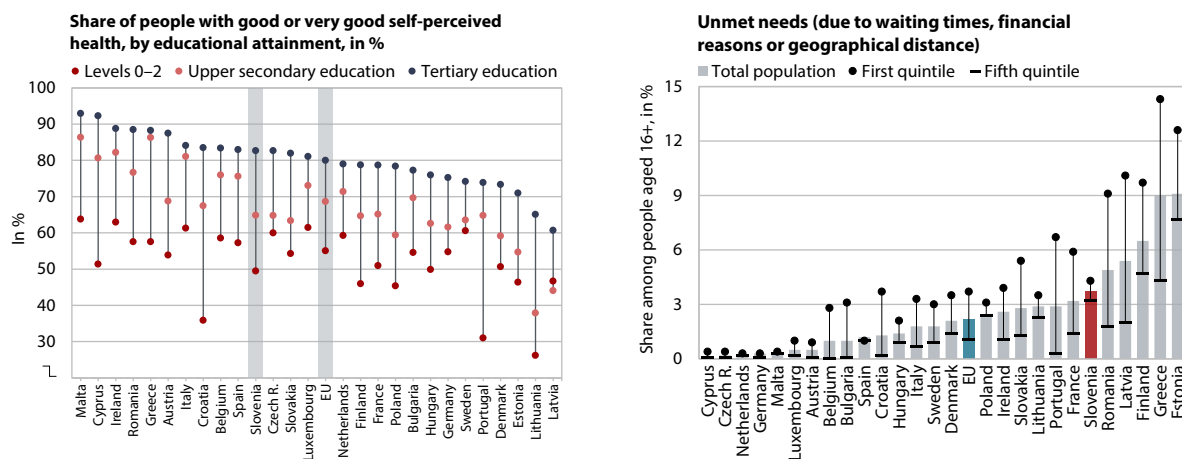 Share of people with good or very good self-perceived
health, by educational attainment, in %
Levels 0–2
Upper secondary education
Tertiary education
In %
100
90
80
70
60
50
40
30
Malta
Cyprus
Ireland
Romania
Greece
Austria
Italy
Croatia
Belgium
Spain
Slovenia
Czech R.
Slovakia
Luxembourg
EU
Netherlands
Finland
France
Poland
Bulgaria
Hungary
Germany
Sweden
Portugal
Denmark
Estonia
Lithuania
Latvia
Unmet needs (due to waiting times, financial
reasons or geographical distance)
Total population
First quintile
Fifth quintile
Share among people aged 16+, in %
15
12
9
6
3
0
Cyprus
Czech R.
Netherlands
Germany
Malta
Luxembourg
Austria
Belgium
Bulgaria
Spain
Croatia
Hungary
Italy
Sweden
Denmark
EU
Poland
Ireland
Slovakia
Lithuania
Portugal
France
Slovenia
Romania
Latvia
Finland
Greece
Estonia